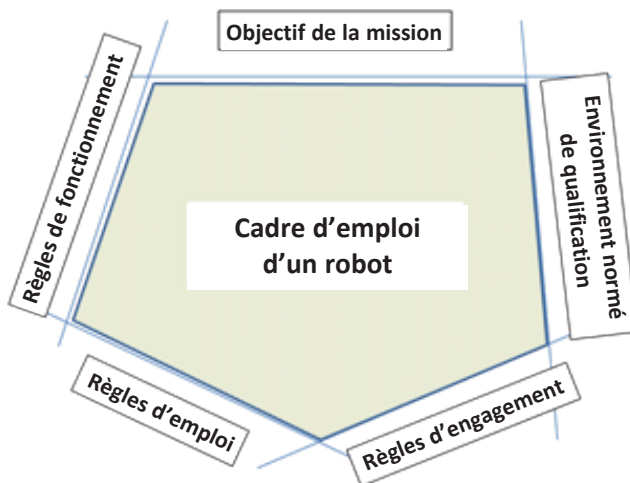 Objectif de la mission
Règles de fonctionnement
Environnement normé
de qualification
Cadre d’emploi
d’un robot
Règles d’emploi
Règles d’engagement